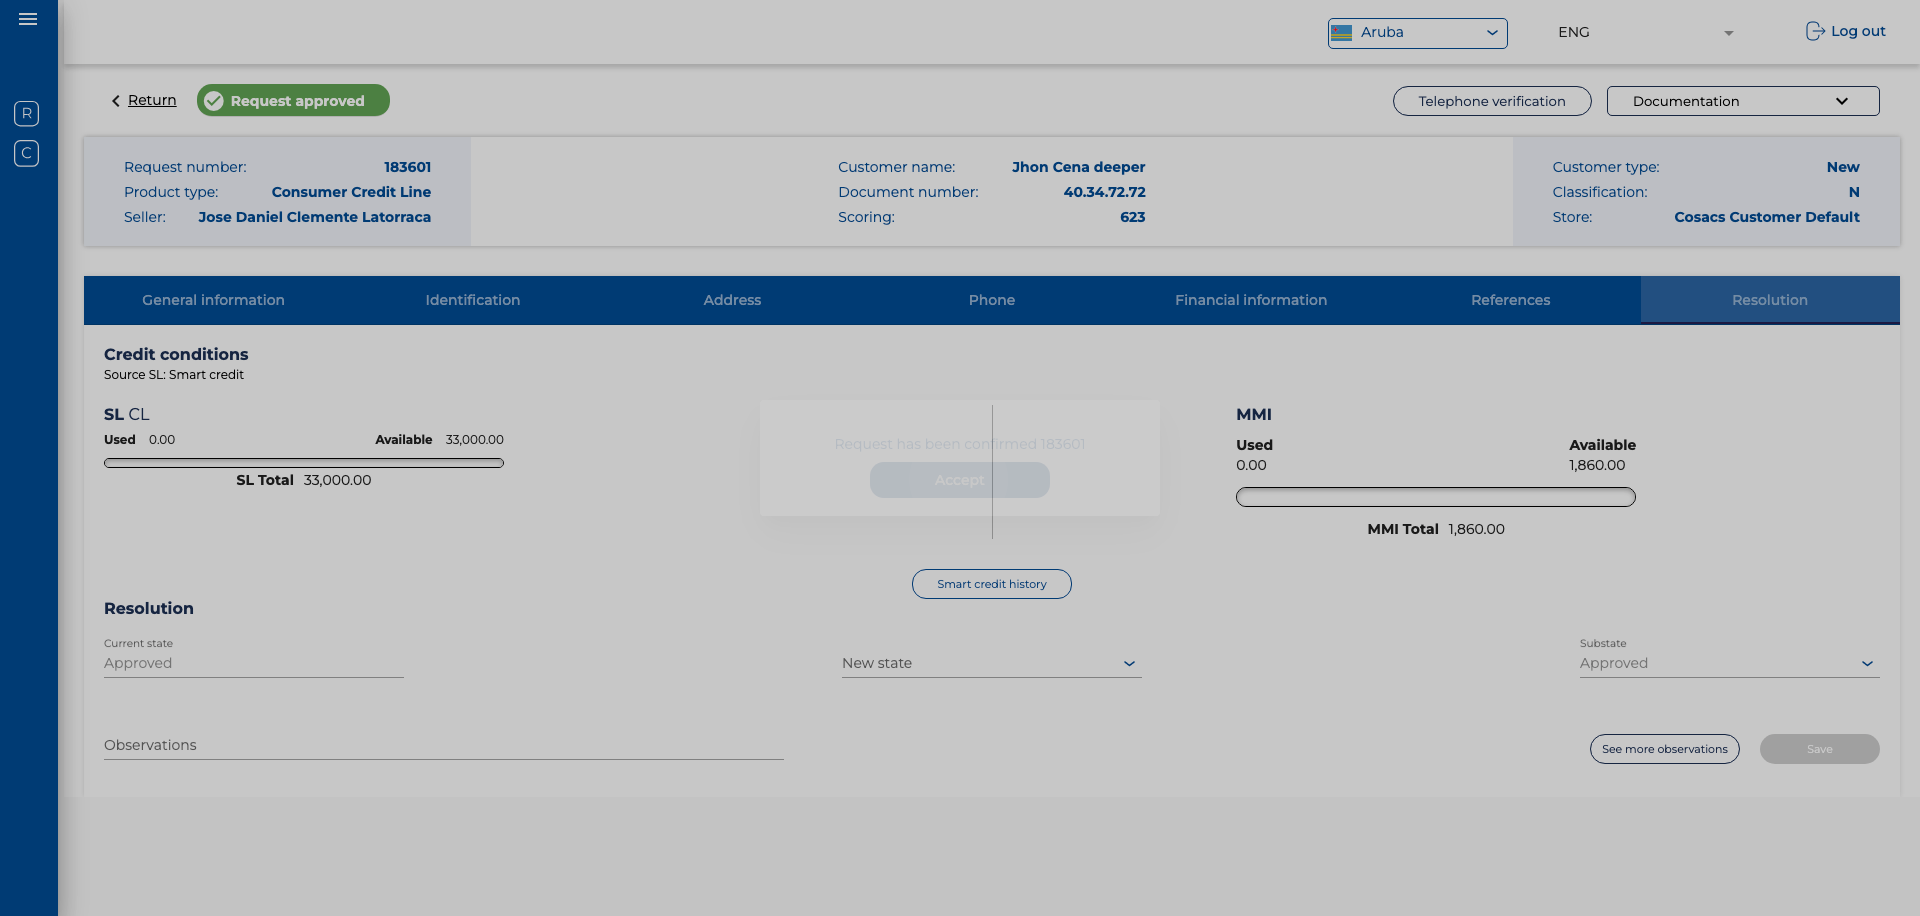 Aruba
ENG
Log out
Return
Request approved
Telephone verification
Documentation
R
C
Request number: 183601
Product type: Consumer Credit Line
Seller: Jose Daniel Clemente Latorraca
Customer name: Jhon Cena deeper
Document number: 40.34.72.72
Scoring: 623
Customer type: New
Classification: N
Store: Cosacs Customer Default
General information Identification Address Phone Financial information References Resolution
Credit conditions
Source SL: Smart credit
SL CL
Used 0.00 Available 33,000.00
SL Total 33,000.00
Request has been confirmed 183601
Accept
MMI
Used Available
0.00 1,860.00
MMI Total 1,860.00
Smart credit history
Resolution
Current state
Approved
New state
Substate
Approved
Observations
See more observations
Save